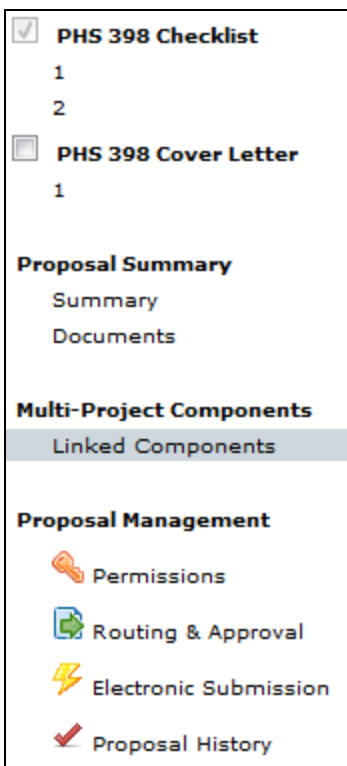 PHS 398 Checklist
1
2
PHS 398 Cover Letter
1
Proposal Summary
Summary
Documents
Multi-Project Components
Linked Components
Proposal Management
Permissions
Routing & Approval
Electronic Submission
Proposal History